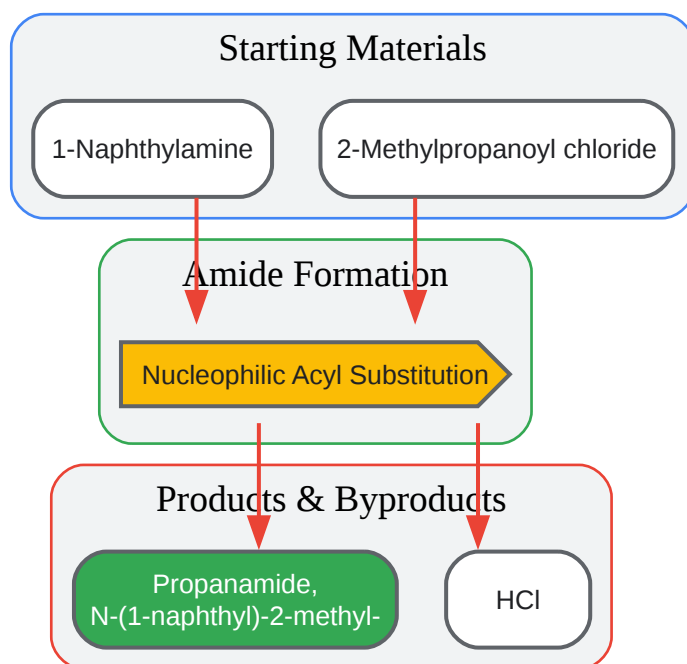 Starting Materials
1-Naphthylamine
2-Methylpropanoyl chloride
Amide Formation
Nucleophilic Acyl Substitution
Products & Byproducts
Propanamide,
N-(1-naphthyl)-2-methyl-
HCl